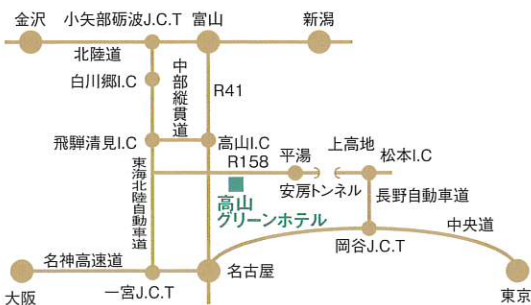 金沢
小矢部砺波J.C.T
富山
新潟
北陸道
白川郷I.C
中部縦貫道
R41
飛騨清見I.C
高山I.C
R158
平湯
上高地
松本I.C
東海北陸自動車道
高山
グリーンホテル
安房トンネル
長野自動車道
中央道
岡谷J.C.T
名神高速道
名古屋
大阪
一宮J.C.T
東京